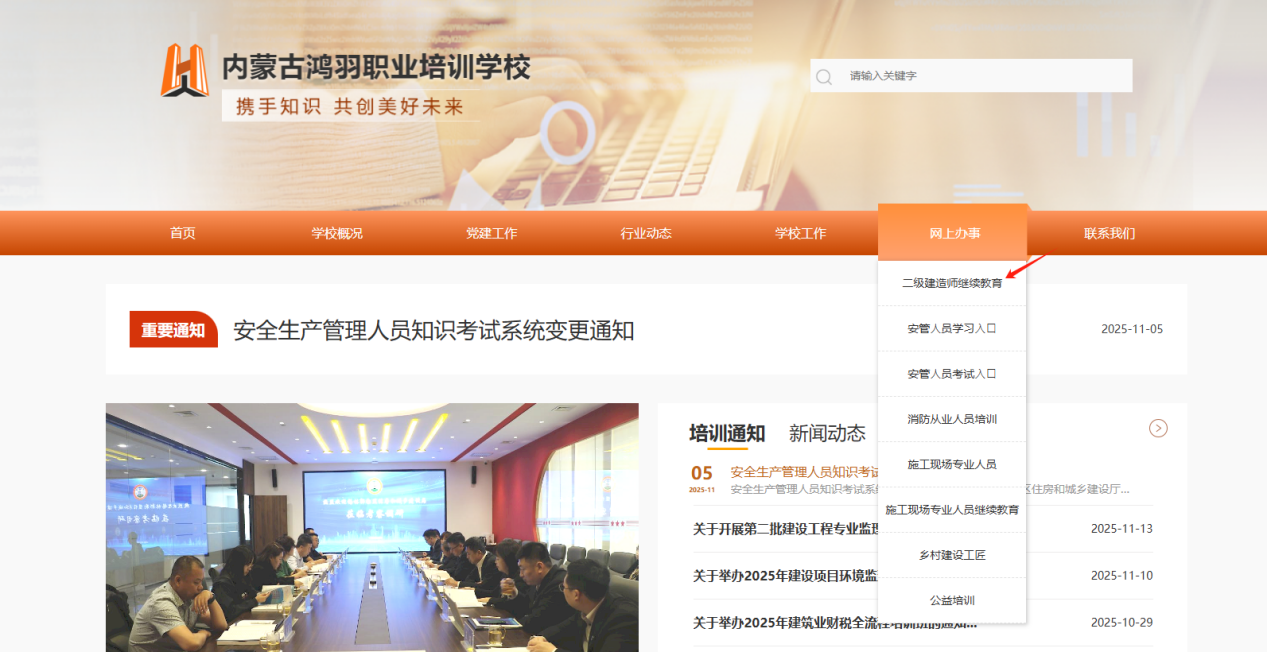 内蒙古鸿羽职业培训学校
携手知识 共创美好未来
请输入关键字
首页
学校概况
党建工作
行业动态
学校工作
网上办事
联系我们
二级建造师继续教育
安管人员学习入口
安管人员考试入口
消防从业人员培训
施工现场专业人员
施工现场专业人员继续教育
乡村建设工匠
公益培训
重要通知
安全生产管理人员知识考试系统变更通知
2025-11-05
培训通知
新闻动态
05
2025-11
安全生产管理人员知识考试
安全生产管理人员知识考试系
区住房和城乡建设厅...
关于开展第二批建设工程专业监理
2025-11-13
关于举办2025年建设项目环境监
2025-11-10
关于举办2025年建筑业财税全流程培训班的通知...
2025-10-29